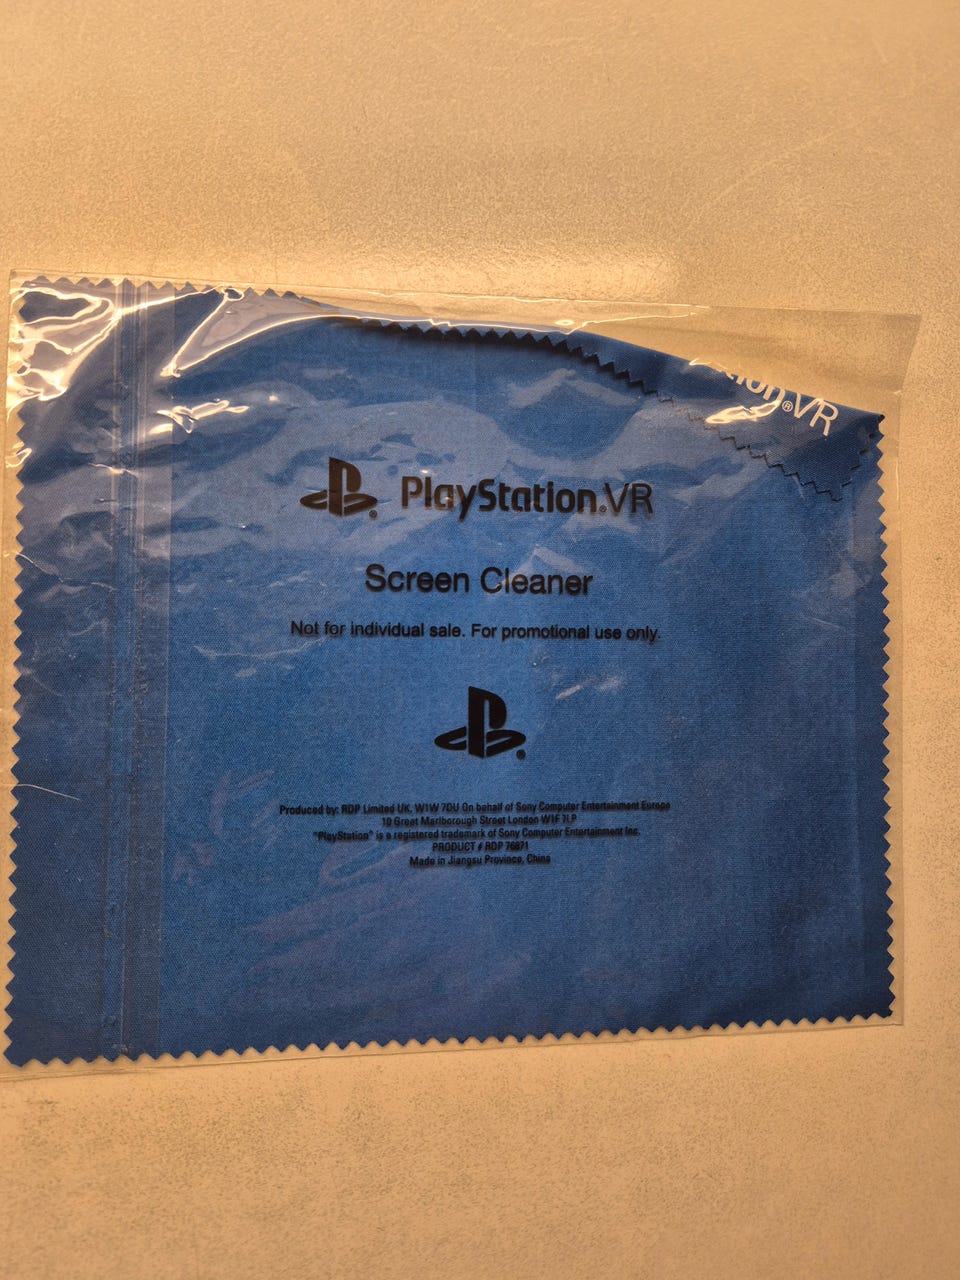 tion®VR
PlayStation®VR
Screen Cleaner
Not for individual sale. For promotional use only.
Produced by: RDP Limited UK, W1W 7DU On behalf of Sony Computer Entertainment Europe
10 Great Marlborough Street London W1F 7LP
"PlayStation" is a registered trademark of Sony Computer Entertainment Inc.
PRODUCT # RDP 76871
Made in Jiangsu Province, China